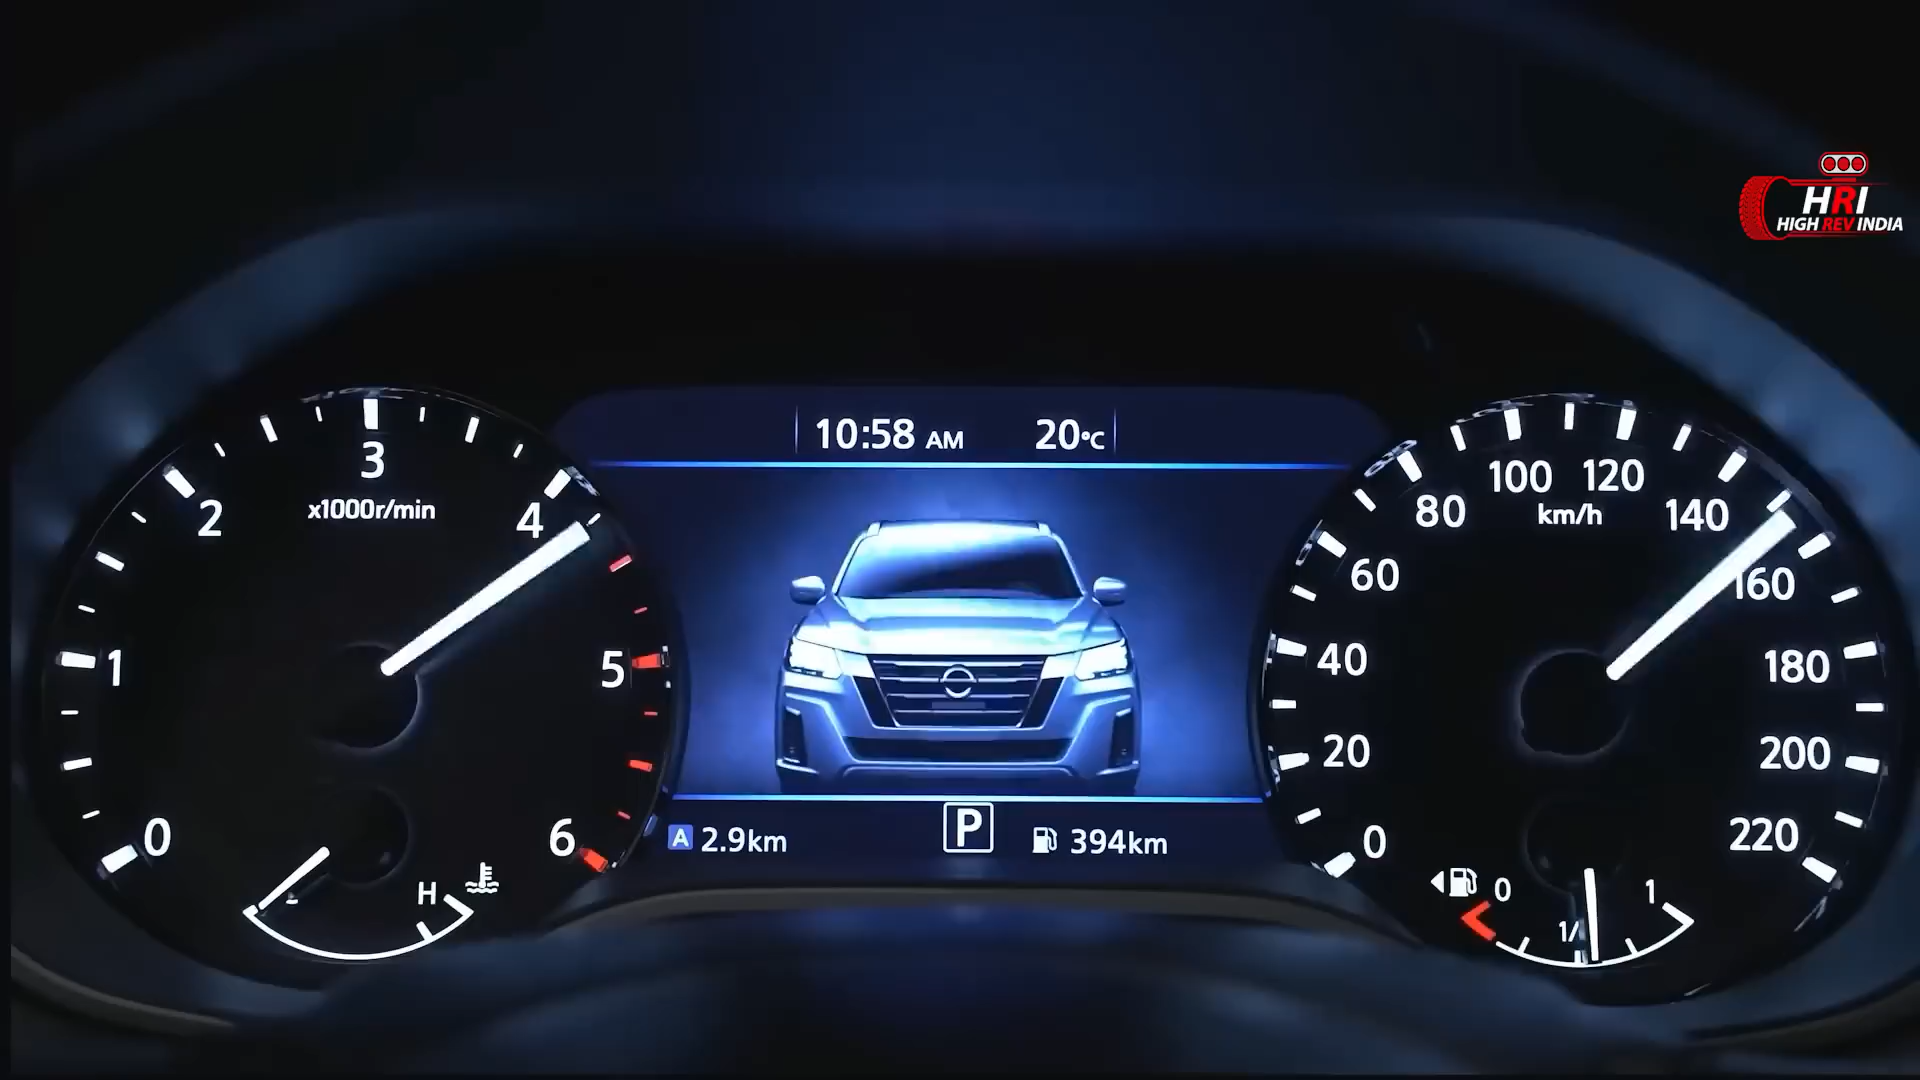 HRI
HIGH REV INDIA
10:58 AM 20°C
0 1 2 3 4 5 6
x1000r/min
H
0 20 40 60 80 100 120 140 160 180 200 220
km/h
A 2.9km P 394km
0 1/ 1